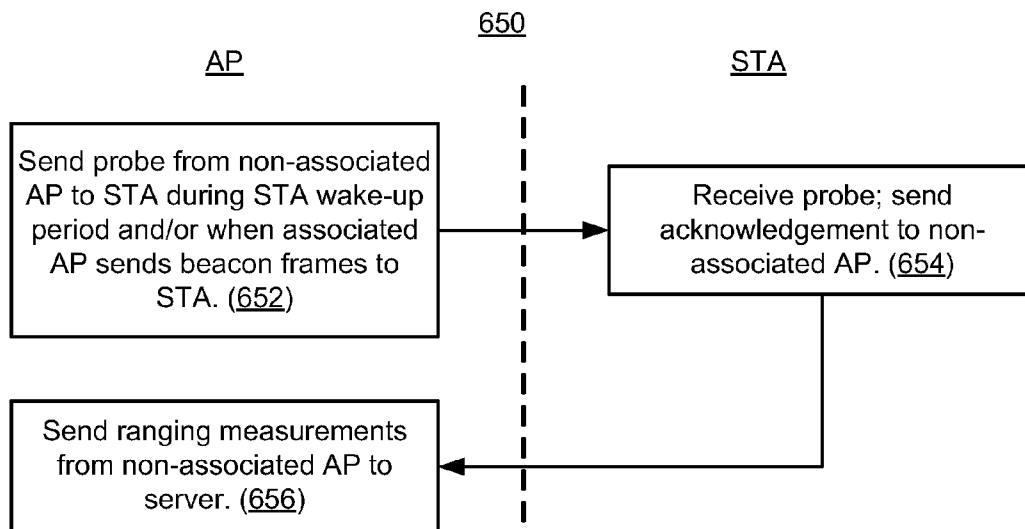 650
AP
STA
Send probe from non-associated
AP to STA during STA wake-up
period and/or when associated
AP sends beacon frames to
STA. (652)
Receive probe; send
acknowledgement to non-
associated AP. (654)
Send ranging measurements
from non-associated AP to
server. (656)